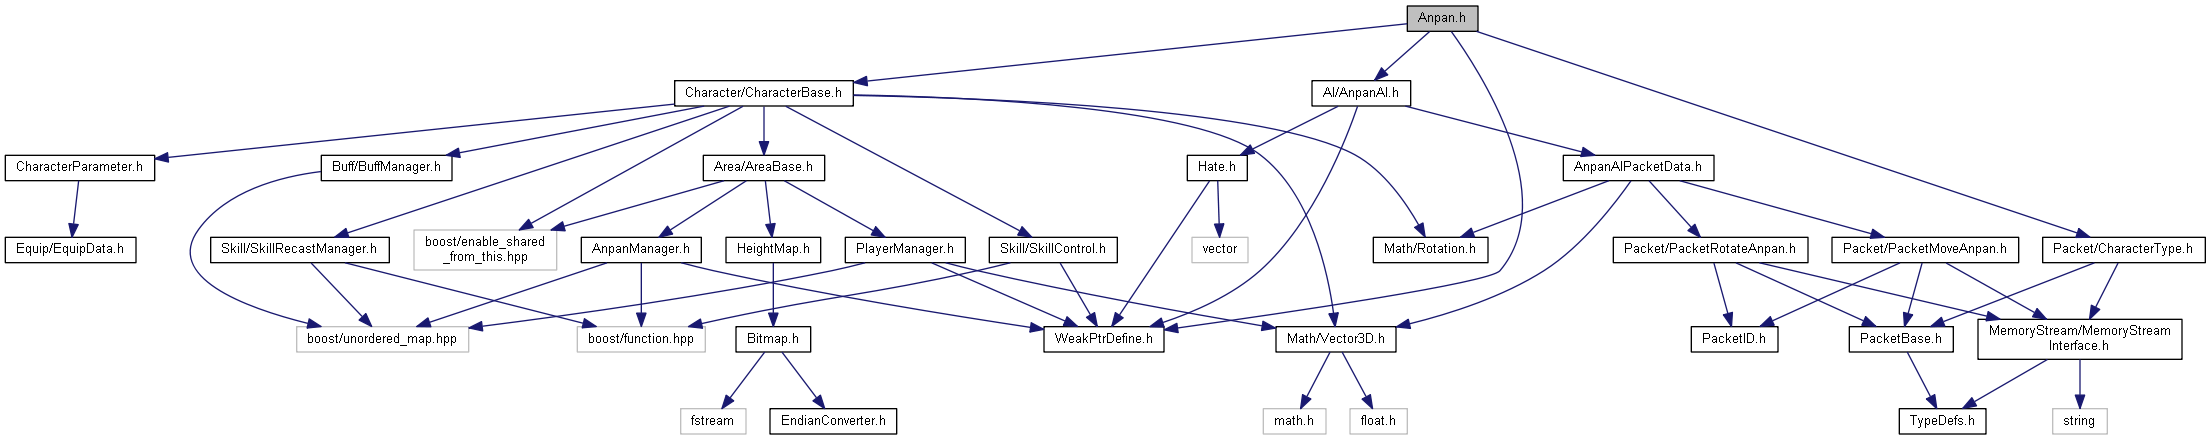 Anpan.h
Character/CharacterBase.h
AI/AnpanAI.h
CharacterParameter.h
Buff/BuffManager.h
Area/AreaBase.h
Hate.h
AnpanAIPacketData.h
Equip/EquipData.h
Skill/SkillRecastManager.h
boost/enable_shared
_from_this.hpp
AnpanManager.h
HeightMap.h
PlayerManager.h
Skill/SkillControl.h
vector
Math/Rotation.h
Packet/PacketRotateAnpan.h
Packet/PacketMoveAnpan.h
Packet/CharacterType.h
boost/unordered_map.hpp
boost/function.hpp
Bitmap.h
WeakPtrDefine.h
Math/Vector3D.h
PacketID.h
PacketBase.h
MemoryStream/MemoryStream
Interface.h
fstream
EndianConverter.h
math.h
float.h
TypeDefs.h
string